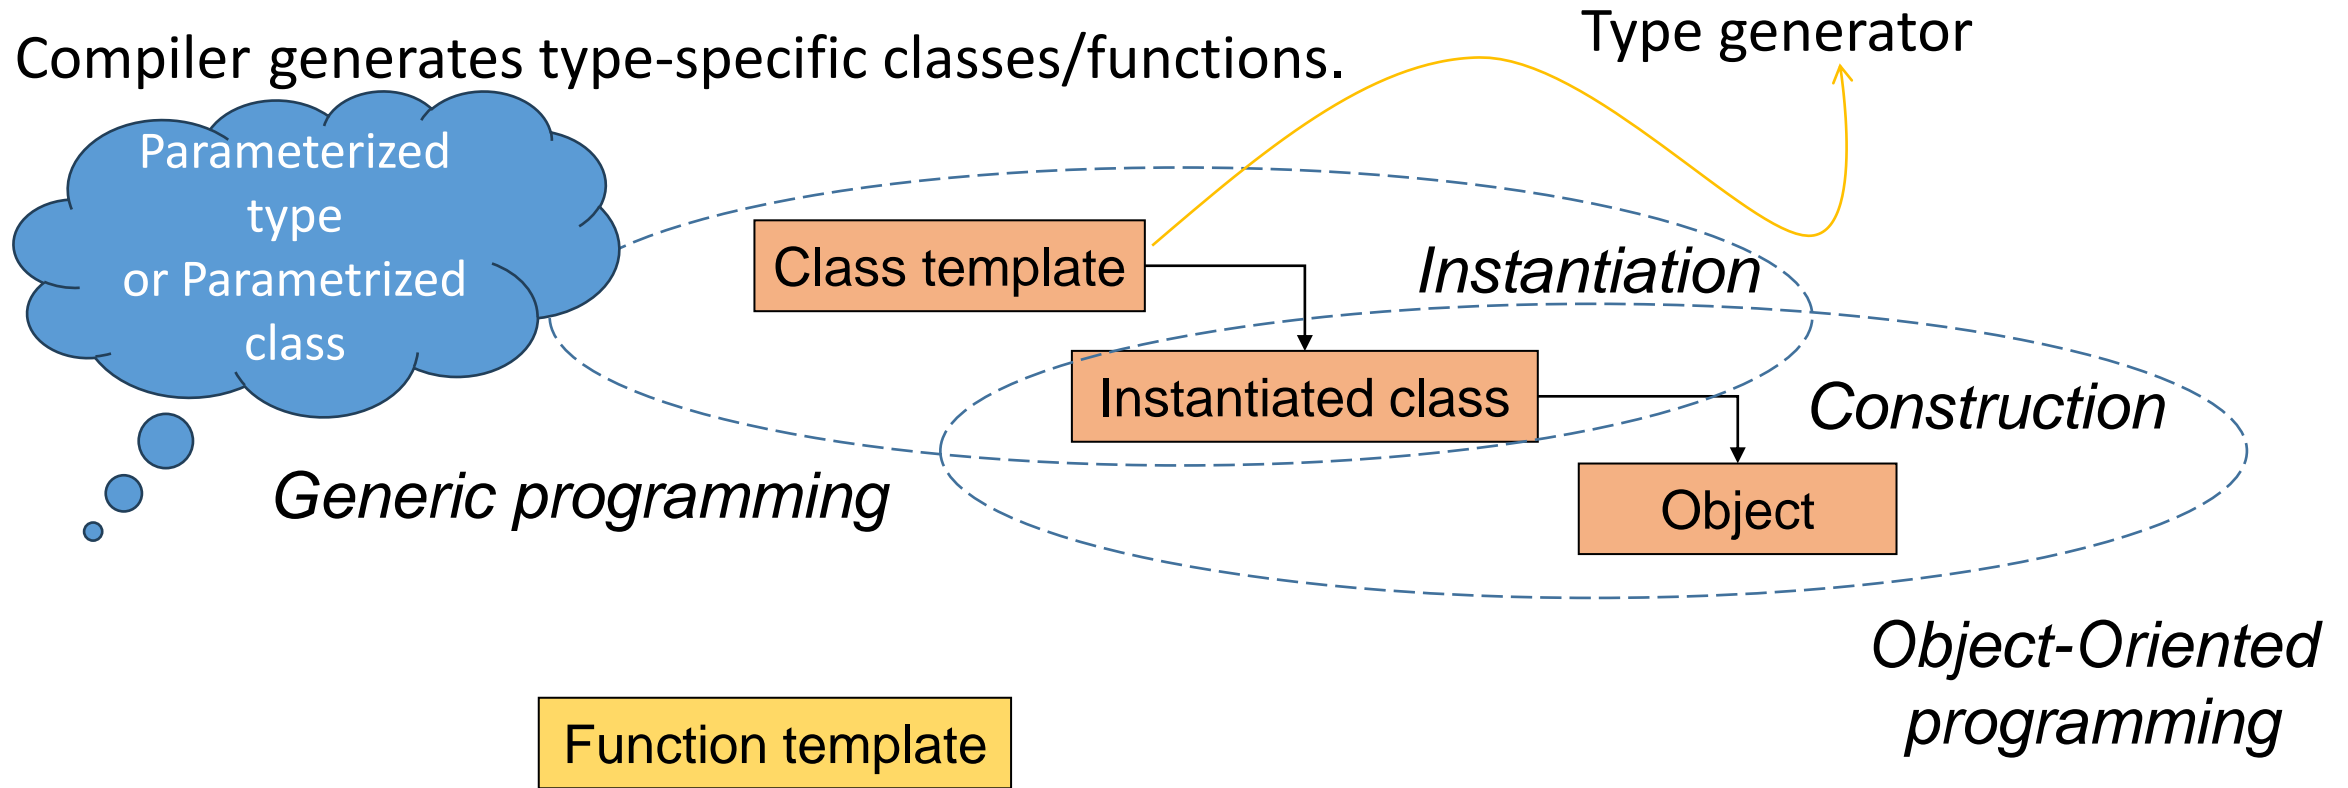 Type generator
Compiler generates type-specific classes/functions.
Parameterized
type
or Parametrized
class
Class template
Instantiation
Instantiated class
Construction
Generic programming
Object
Object-Oriented
programming
Function template